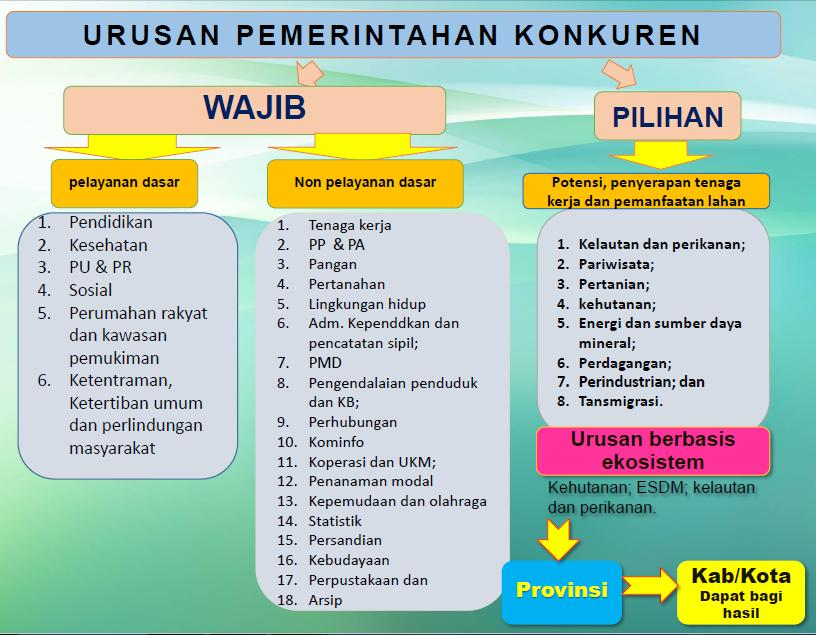 URUSAN PEMERINTAHAN KONKUREN
WAJIB
PILIHAN
pelayanan dasar
Non pelayanan dasar
Potensi, penyerapan tenaga
kerja dan pemanfaatan lahan
1. Pendidikan
2. Kesehatan
3. PU & PR
4. Sosial
5. Perumahan rakyat
dan kawasan
pemukiman
6. Ketentraman,
Ketertiban umum
dan perlindungan
masyarakat
1. Tenaga kerja
2. PP & PA
3. Pangan
4. Pertanahan
5. Lingkungan hidup
6. Adm. Kependdkan dan
pencatatan sipil;
7. PMD
8. Pengendalaian penduduk
dan KB;
9. Perhubungan
10. Kominfo
11. Koperasi dan UKM;
12. Penanaman modal
13. Kepemudaan dan olahraga
14. Statistik
15. Persandian
16. Kebudayaan
17. Perpustakaan dan
18. Arsip
1. Kelautan dan perikanan;
2. Pariwisata;
3. Pertanian;
4. kehutanan;
5. Energi dan sumber daya
mineral;
6. Perdagangan;
7. Perindustrian; dan
8. Tansmigrasi.
Urusan berbasis
ekosistem
Kehutanan; ESDM; kelautan
dan perikanan.
Provinsi
Kab/Kota
Dapat bagi
hasil